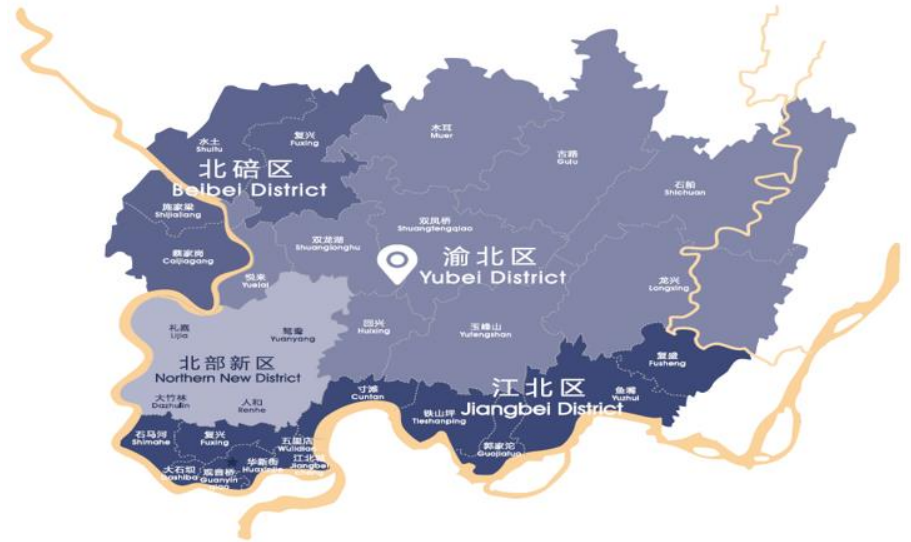 木耳
Muer
水土
Shuitu
复兴
Fuxing
古路
Gulu
北碚区
Beibei District
石船
Shichuan
施家梁
Shijialiang
双凤桥
Shuangfengqiao
双龙湖
Shuanglonghu
蔡家岗
Caijiagang
渝北区
Yubei District
悦来
Yuelai
龙兴
Longxing
礼嘉
Lijia
鸳鸯
Yuanyang
回兴
Huixing
玉峰山
Yufengshan
北部新区
Northern New District
复盛
Fusheng
江北区
Jiangbei District
大竹林
Dazhulin
人和
Renhe
寸滩
Cuntan
鱼嘴
Yuzhui
铁山坪
Tieshanping
石马河
Shimahe
复兴
Fuxing
五里店
Wulidian
郭家沱
Guojiatuo
大石坝
Dashiba
观音桥
Guanyin
华新街
Huaxinjie
江北城
Jiangbei